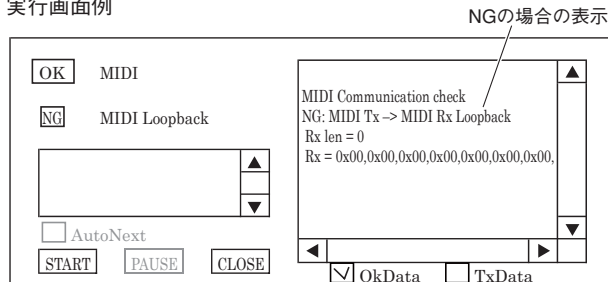 実行画面例
NGの場合の表示
OK MIDI
NG MIDI Loopback
MIDI Communication check
NG: MIDI Tx –> MIDI Rx Loopback
Rx len = 0
Rx = 0x00,0x00,0x00,0x00,0x00,0x00,0x00,
AutoNext
START PAUSE CLOSE
OkData TxData